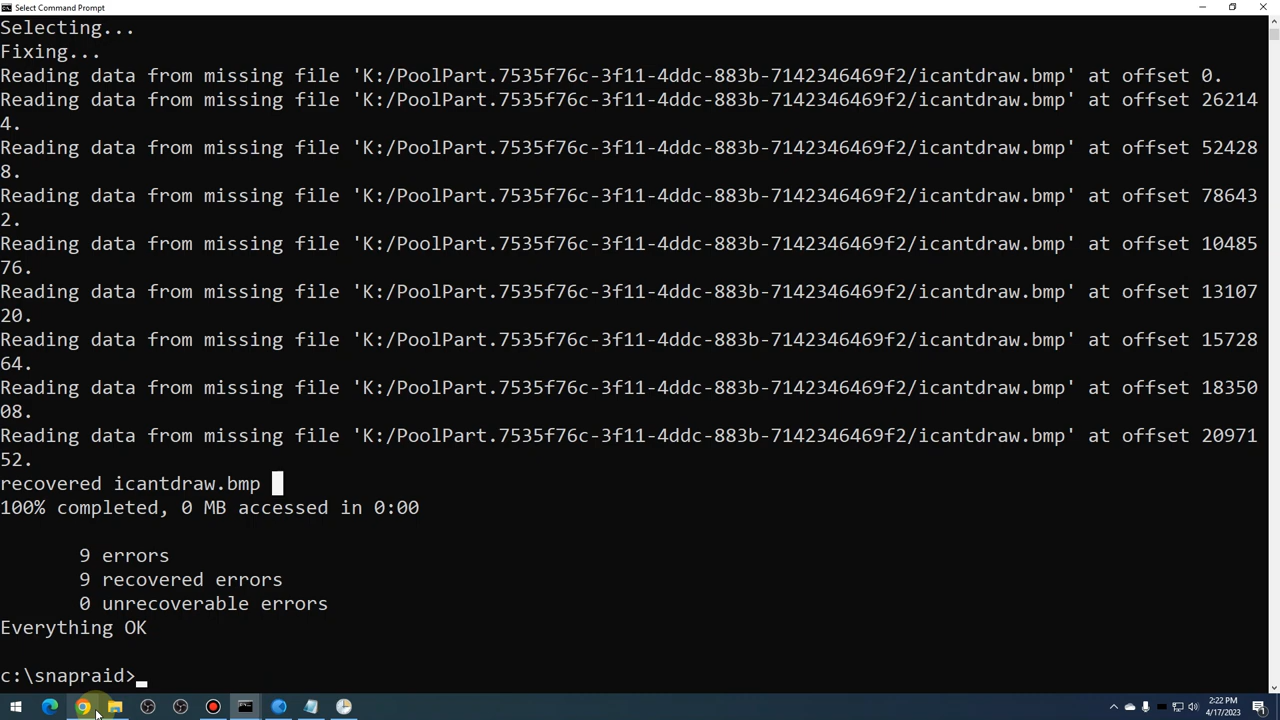 Select Command Prompt
Selecting...
Fixing...
Reading data from missing file 'K:/PoolPart.7535f76c-3f11-4ddc-883b-7142346469f2/icantdraw.bmp' at offset 0.
Reading data from missing file 'K:/PoolPart.7535f76c-3f11-4ddc-883b-7142346469f2/icantdraw.bmp' at offset 26214
4.
Reading data from missing file 'K:/PoolPart.7535f76c-3f11-4ddc-883b-7142346469f2/icantdraw.bmp' at offset 52428
8.
Reading data from missing file 'K:/PoolPart.7535f76c-3f11-4ddc-883b-7142346469f2/icantdraw.bmp' at offset 78643
2.
Reading data from missing file 'K:/PoolPart.7535f76c-3f11-4ddc-883b-7142346469f2/icantdraw.bmp' at offset 10485
76.
Reading data from missing file 'K:/PoolPart.7535f76c-3f11-4ddc-883b-7142346469f2/icantdraw.bmp' at offset 13107
20.
Reading data from missing file 'K:/PoolPart.7535f76c-3f11-4ddc-883b-7142346469f2/icantdraw.bmp' at offset 15728
64.
Reading data from missing file 'K:/PoolPart.7535f76c-3f11-4ddc-883b-7142346469f2/icantdraw.bmp' at offset 18350
08.
Reading data from missing file 'K:/PoolPart.7535f76c-3f11-4ddc-883b-7142346469f2/icantdraw.bmp' at offset 20971
52.
recovered icantdraw.bmp
100% completed, 0 MB accessed in 0:00
9 errors
9 recovered errors
0 unrecoverable errors
Everything OK
c:\snapraid>
2:22 PM
4/17/2023
1